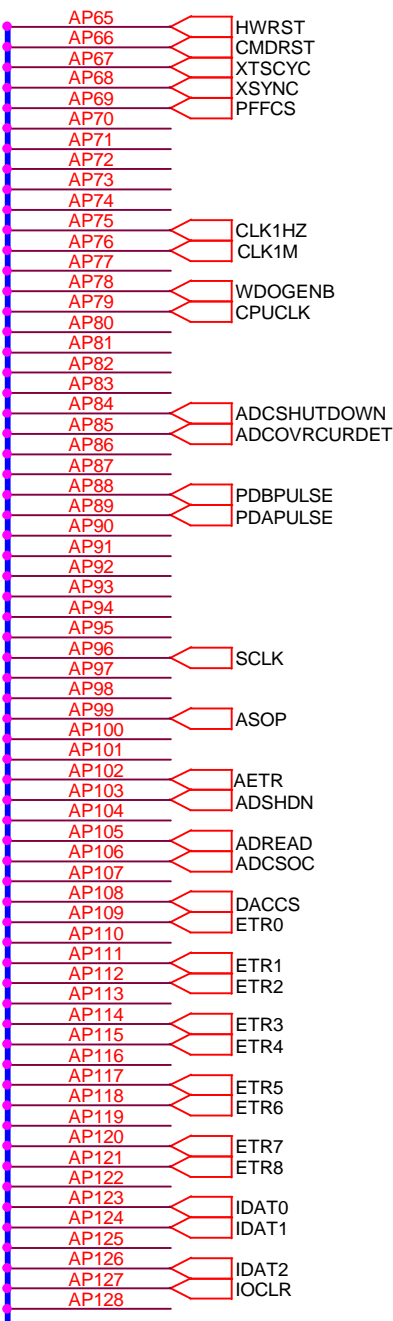 AP65 HWRST
AP66 CMDRST
AP67 XTSCYC
AP68 XSYNC
AP69 PFFCS
AP70
AP71
AP72
AP73
AP74
AP75 CLK1HZ
AP76 CLK1M
AP77
AP78 WDOGENB
AP79 CPUCLK
AP80
AP81
AP82
AP83
AP84 ADCSHUTDOWN
AP85 ADCOVRCURDET
AP86
AP87
AP88 PDBPULSE
AP89 PDAPULSE
AP90
AP91
AP92
AP93
AP94
AP95
AP96 SCLK
AP97
AP98
AP99 ASOP
AP100
AP101
AP102 AETR
AP103 ADSHDN
AP104
AP105 ADREAD
AP106 ADCSOC
AP107
AP108 DACCS
AP109 ETR0
AP110
AP111 ETR1
AP112 ETR2
AP113
AP114 ETR3
AP115 ETR4
AP116
AP117 ETR5
AP118 ETR6
AP119
AP120 ETR7
AP121 ETR8
AP122
AP123 IDAT0
AP124 IDAT1
AP125
AP126 IDAT2
AP127 IOCLR
AP128